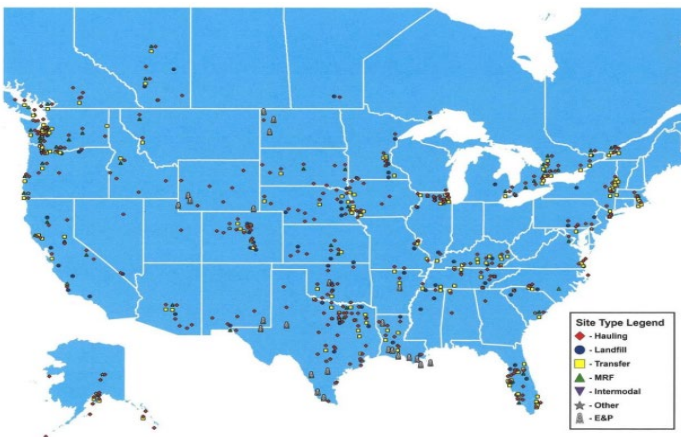 Site Type Legend
- Hauling
- Landfill
- Transfer
- MRF
- Intermodal
- Other
- E&P